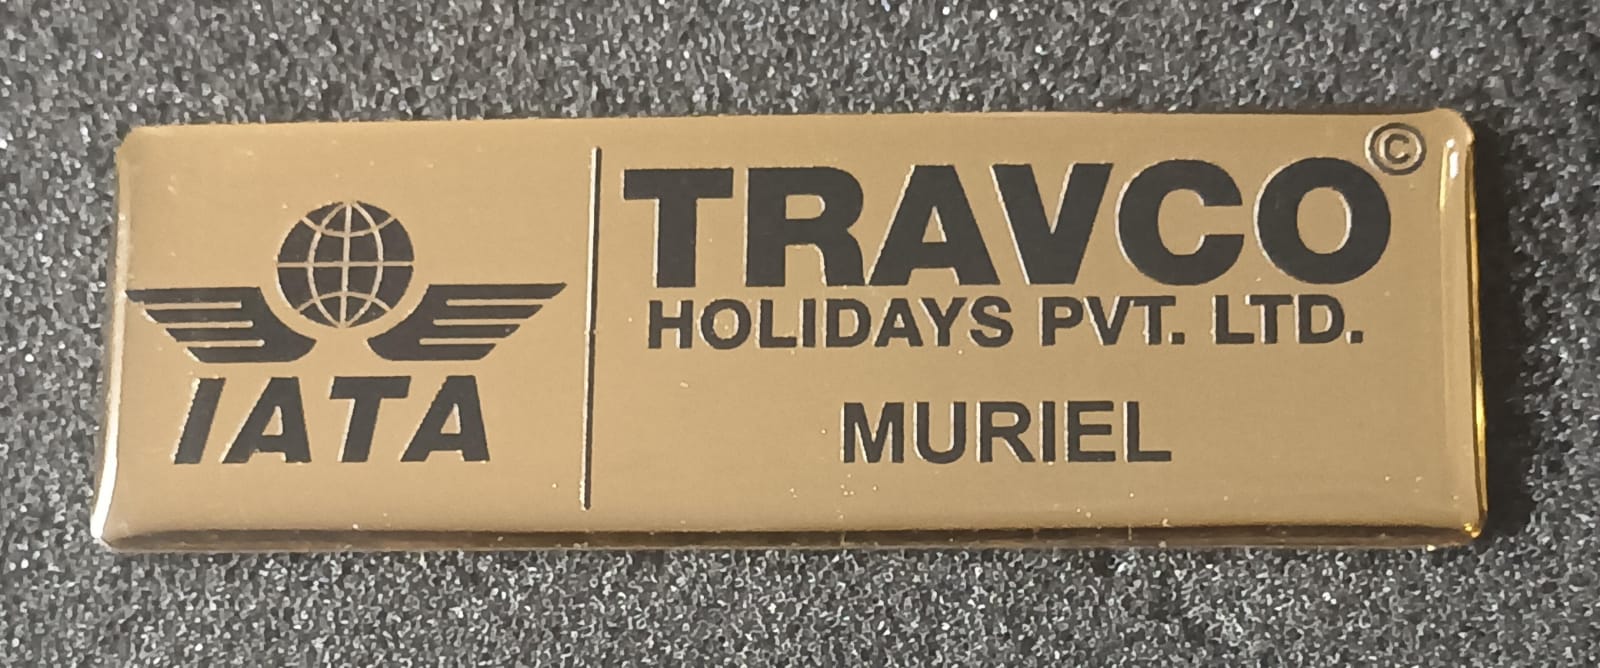 IATA
TRAVCO©
HOLIDAYS PVT. LTD.
MURIEL